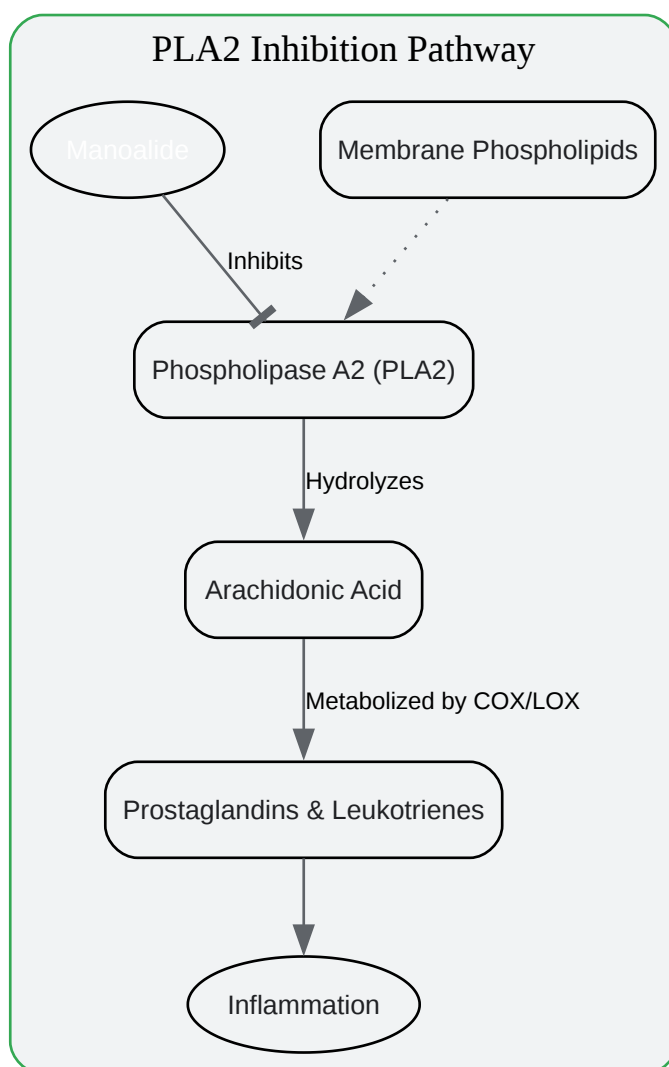 PLA2 Inhibition Pathway
Manoalide
Membrane Phospholipids
Inhibits
Phospholipase A2 (PLA2)
Hydrolyzes
Arachidonic Acid
Metabolized by COX/LOX
Prostaglandins & Leukotrienes
Inflammation